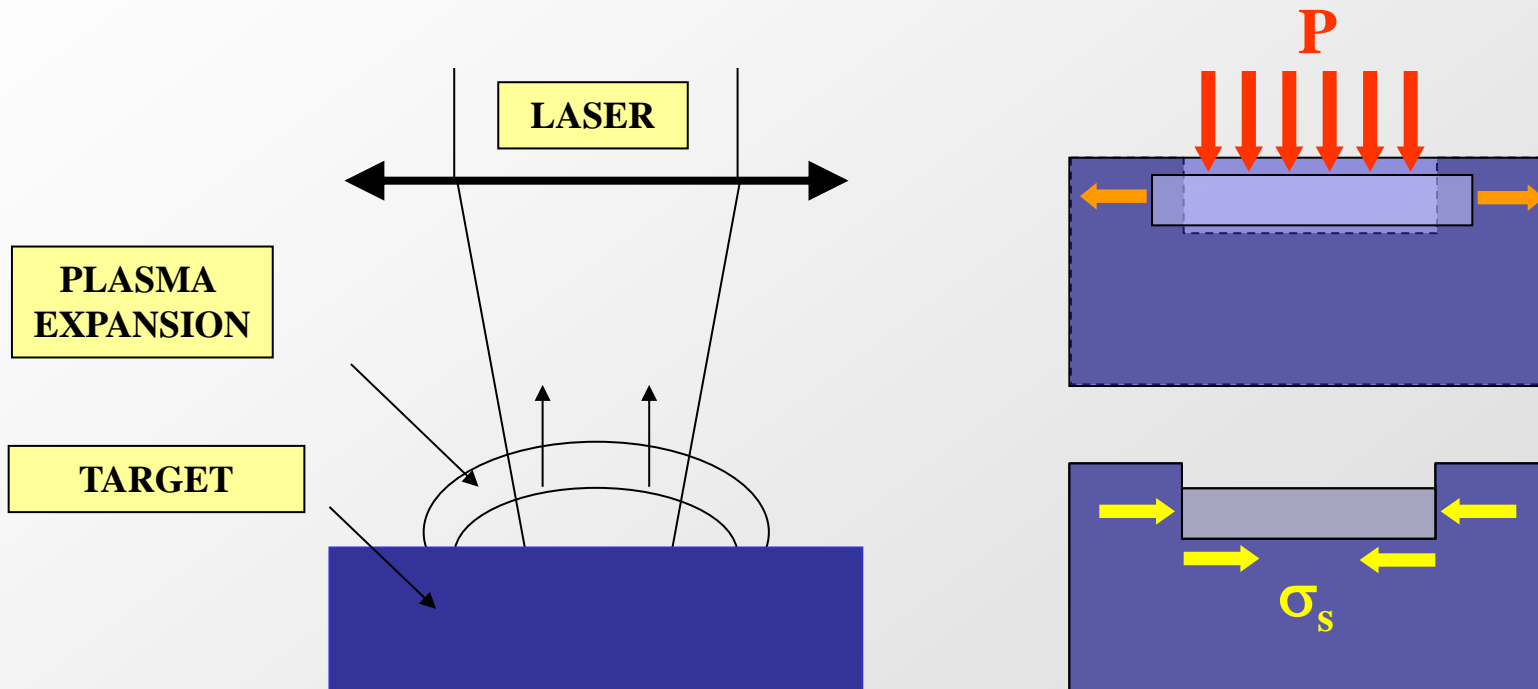 P
LASER
PLASMA
EXPANSION
TARGET
σs